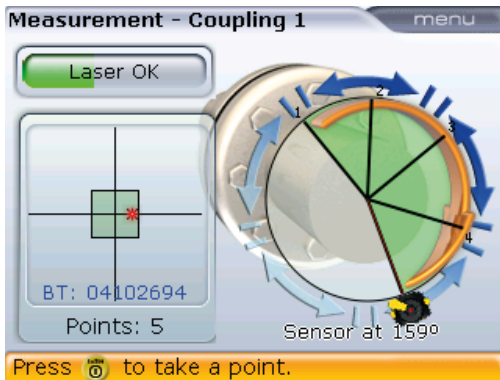 Measurement - Coupling 1
menu
Laser OK
1
2
3
4
BT: 04102694
Points: 5
Sensor at 159º
Press to take a point.